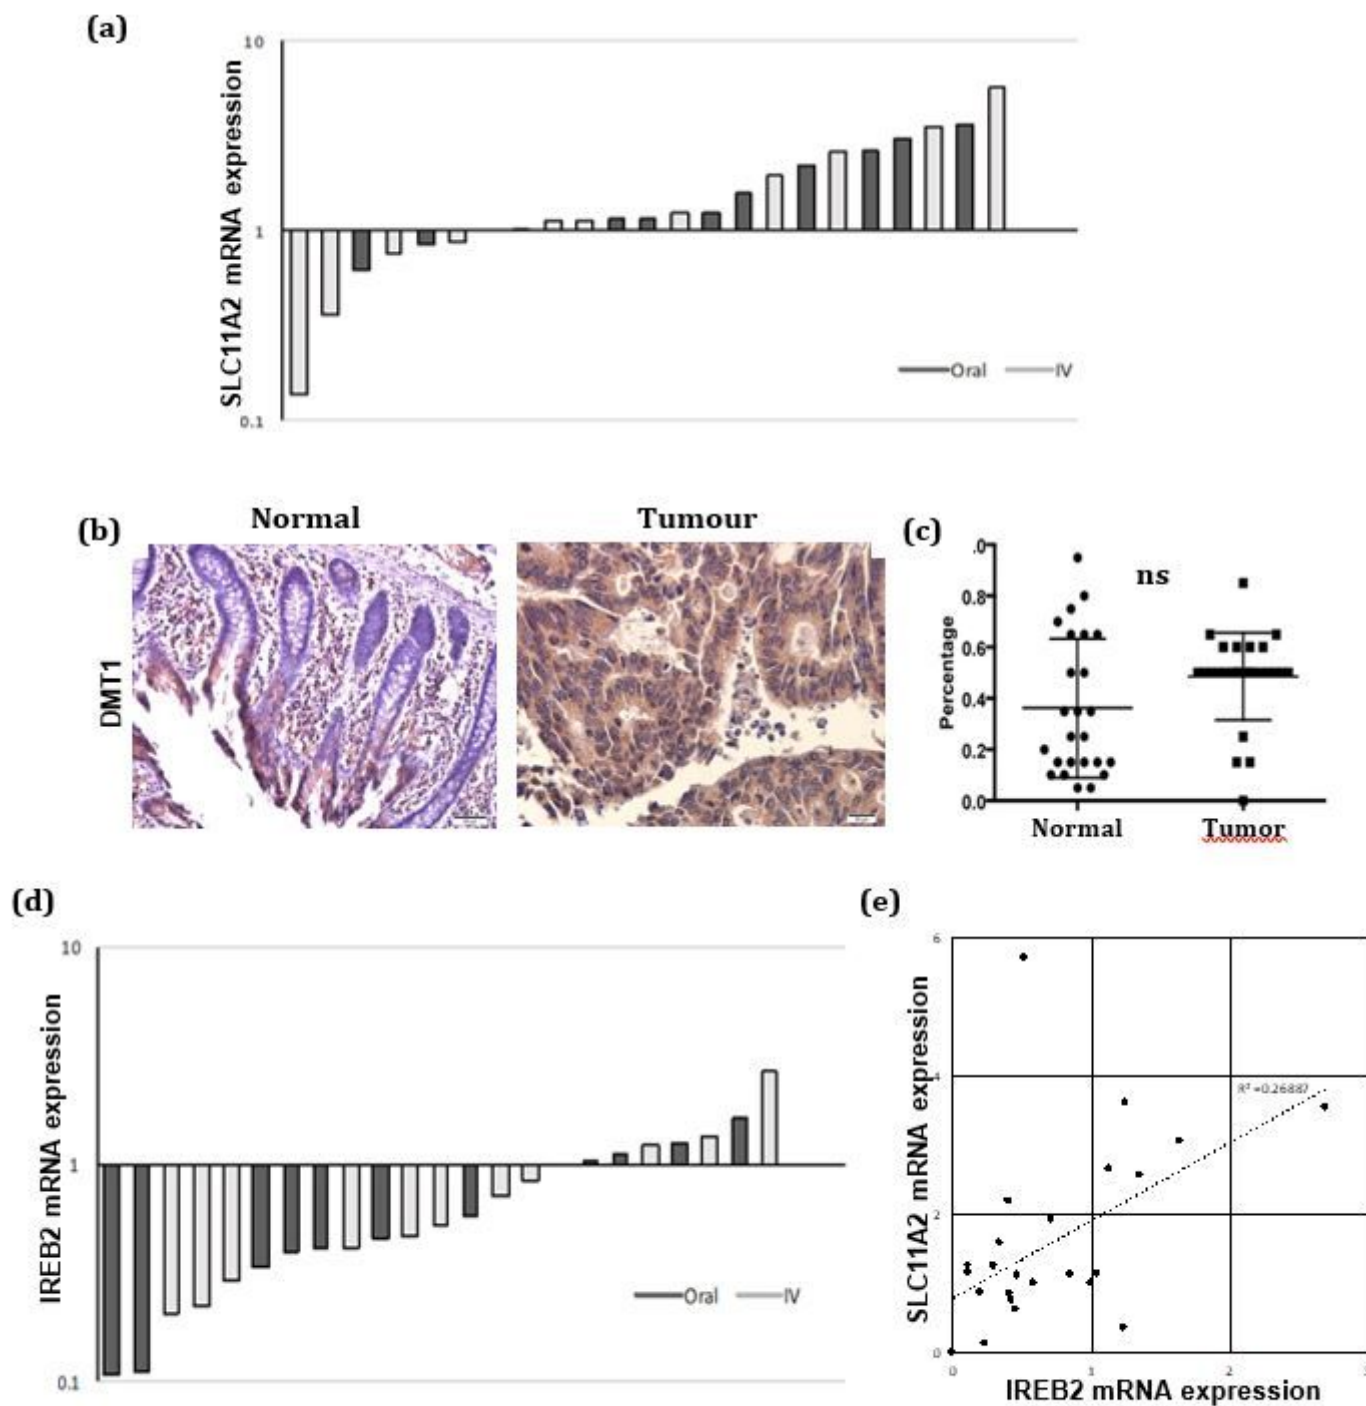 (a)
10
SLC11A2 mRNA expression
1
Oral IV
0.1
Normal Tumour
(b)
DMT1
(c)
.0
ns
0.8
0.6
Percentage
0.4
0.2
0.0
Normal Tumor
(d)
10
IREB2 mRNA expression
1
Oral IV
0.1
(e)
6
SLC11A2 mRNA expression
4
R² =0.26887
2
0
0 1 2 3
IREB2 mRNA expression